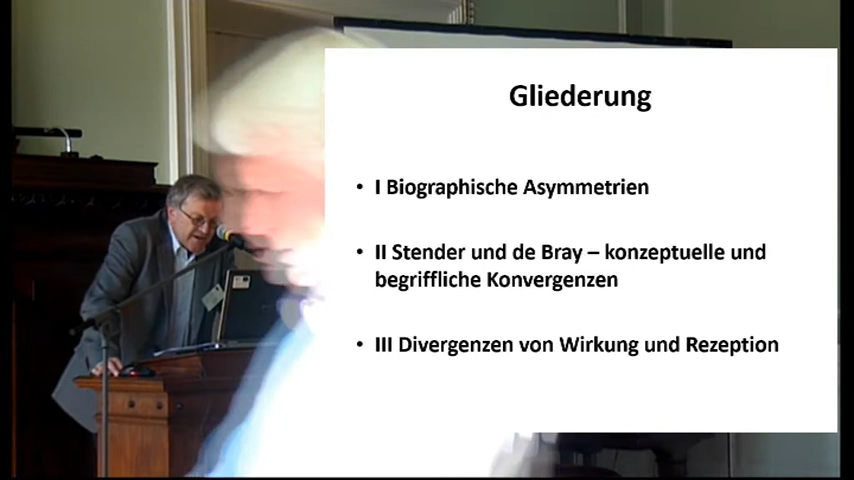 Gliederung
• I Biographische Asymmetrien
• II Stender und de Bray – konzeptuelle und
begriffliche Konvergenzen
• III Divergenzen von Wirkung und Rezeption